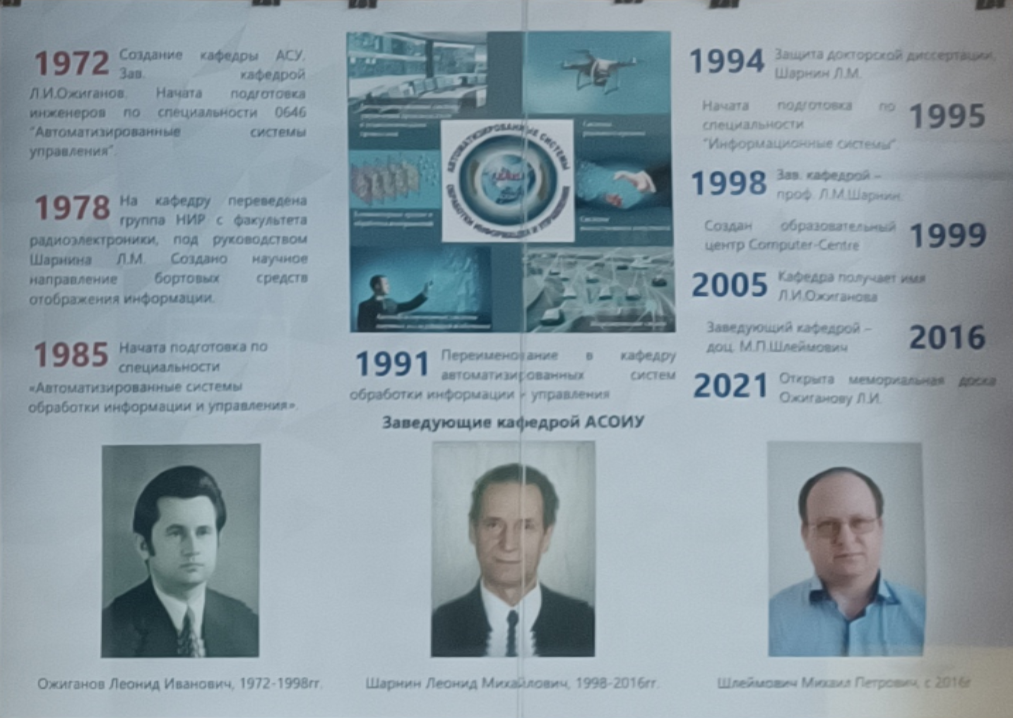 1972 Создание кафедры АСУ.
Зав. кафедрой
Л.И.Ожиганов. Начата подготовка
инженеров по специальности 0646
"Автоматизированные системы
управления".
1978 На кафедру переведена
группа НИР с факультета
радиоэлектроники, под руководством
Шарнина Л.М. Создано научное
направление бортовых средств
отображения информации.
1985 Начата подготовка по
специальности
«Автоматизированные системы
обработки информации и управления».
АВТОМАТИЗИРОВАННЫЕ СИСТЕМЫ
ОБРАБОТКИ ИНФОРМАЦИИ И УПРАВЛЕНИЯ
Системы
Системы
1991 Переименование в кафедру
автоматизированных систем
обработки информации и управления
1994 Защита докторской диссертации,
Шарнин Л.М.
Начата подготовка по 1995
специальности
"Информационные системы".
1998 Зав. кафедрой –
проф. Л.М.Шарнин.
Создан образовательный 1999
центр Computer-Centre
2005 Кафедра получает имя
Л.И.Ожиганова
Заведующий кафедрой – 2016
доц. М.П.Шлеймович
2021 Открыта мемориальная доска
Ожиганову Л.И.
Заведующие кафедрой АСОИУ
Ожиганов Леонид Иванович, 1972-1998гг.
Шарнин Леонид Михайлович, 1998-2016гг.
Шлеймович Михаил Петрович, с 2016г